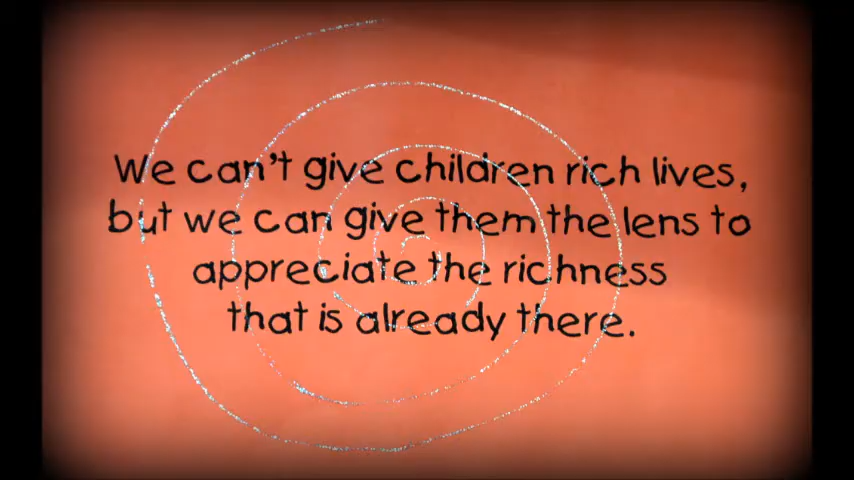 We can't give children rich lives,
but we can give them the lens to
appreciate the richness
that is already there.